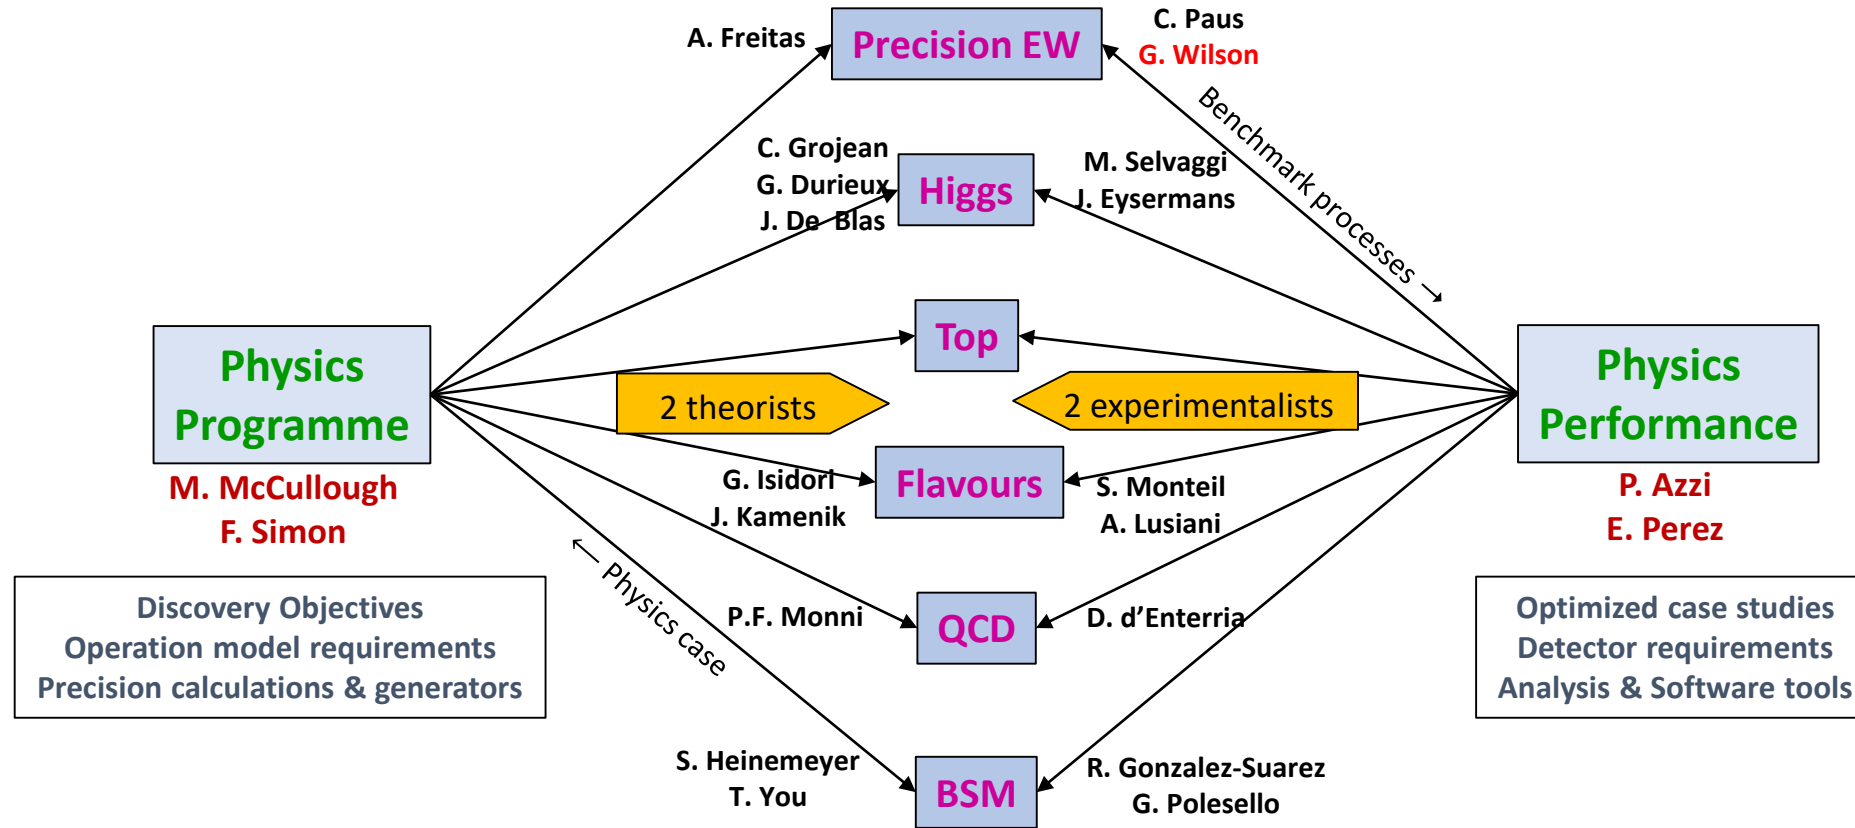 A. Freitas
Precision EW
C. Paus
G. Wilson
Benchmark processes →
C. Grojean
G. Durieux
J. De Blas
Higgs
M. Selvaggi
J. Eysermans
Top
Physics
Programme
M. McCullough
F. Simon
2 theorists
2 experimentalists
Physics
Performance
P. Azzi
E. Perez
G. Isidori
J. Kamenik
Flavours
S. Monteil
A. Lusiani
← Physics case
Discovery Objectives
Operation model requirements
Precision calculations & generators
P.F. Monni
QCD
D. d’Enterria
Optimized case studies
Detector requirements
Analysis & Software tools
S. Heinemeyer
T. You
BSM
R. Gonzalez-Suarez
G. Polesello